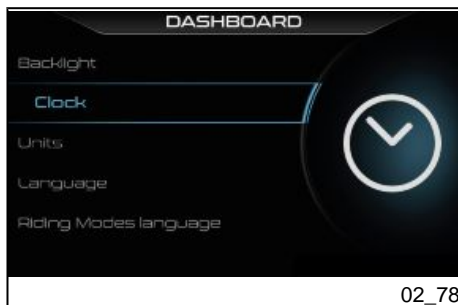 DASHBOARD
Backlight
Clock
Units
Language
Riding Modes language
02_78